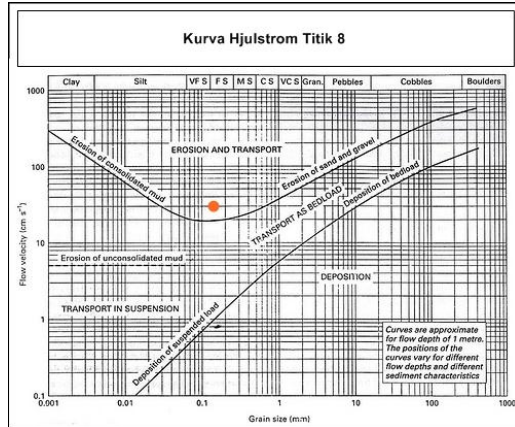 Kurva Hjulstrom Titik 8
Clay Silt VF S F S M S C S VC S Gran. Pebbles Cobbles Boulders
1000
100
10
1
0.1
Flow velocity (cm s⁻¹)
Erosion of consolidated mud
EROSION AND TRANSPORT
Erosion of sand and gravel
TRANSPORT AS BEDLOAD
Deposition of bedload
Erosion of unconsolidated mud
DEPOSITION
TRANSPORT IN SUSPENSION
Deposition of suspended load
Curves are approximate
for flow depth of 1 metre.
The positions of the
curves vary for different
flow depths and different
sediment characteristics
0.001 0.01 0.1 1 10 100 1000
Grain size (mm)